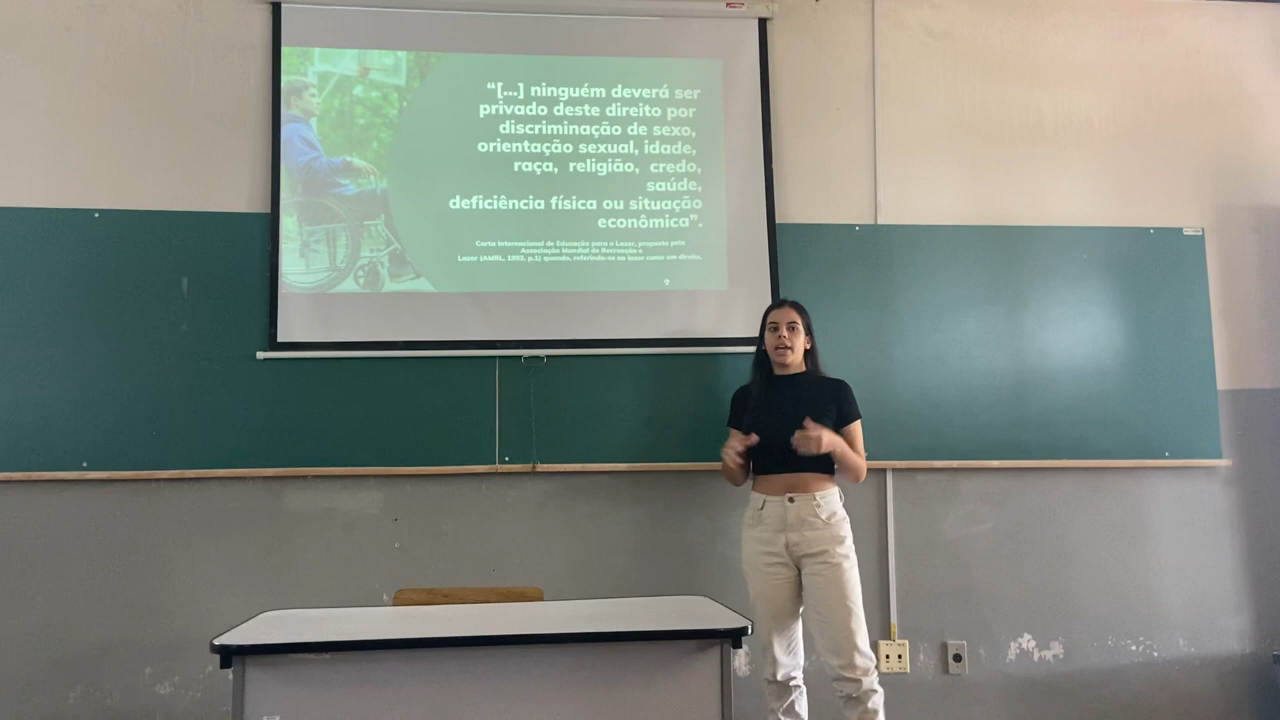 “[...] ninguém deverá ser
privado deste direito por
discriminação de sexo,
orientação sexual, idade,
raça, religião, credo,
saúde,
deficiência física ou situação
econômica”.
Carta Internacional de Educação para o Lazer, proposta pela
Associação Mundial de Recreação e
Lazer (AMRL, 1993, p.1) quando, referindo-se ao lazer como um direito.